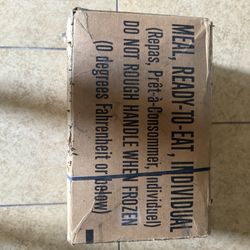 MEAL, READY-TO-EAT, INDIVIDUAL
(Repas, Prêt-à-Consommer, Individuel)
DO NOT ROUGH HANDLE WHEN FROZEN
(O degrees Fahrenheit or below)